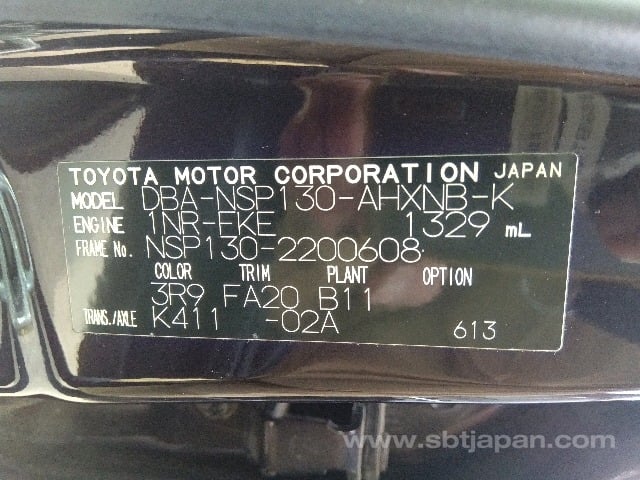 TOYOTA MOTOR CORPORATION JAPAN
MODEL DBA-NSP130-AHXNB-K
ENGINE 1NR-FKE 1329 mL
FRAME No. NSP130-2200608
COLOR TRIM PLANT OPTION
3R9 FA20 B11
TRANS./AXLE K411 -02A 613
www.sbtjapan.com